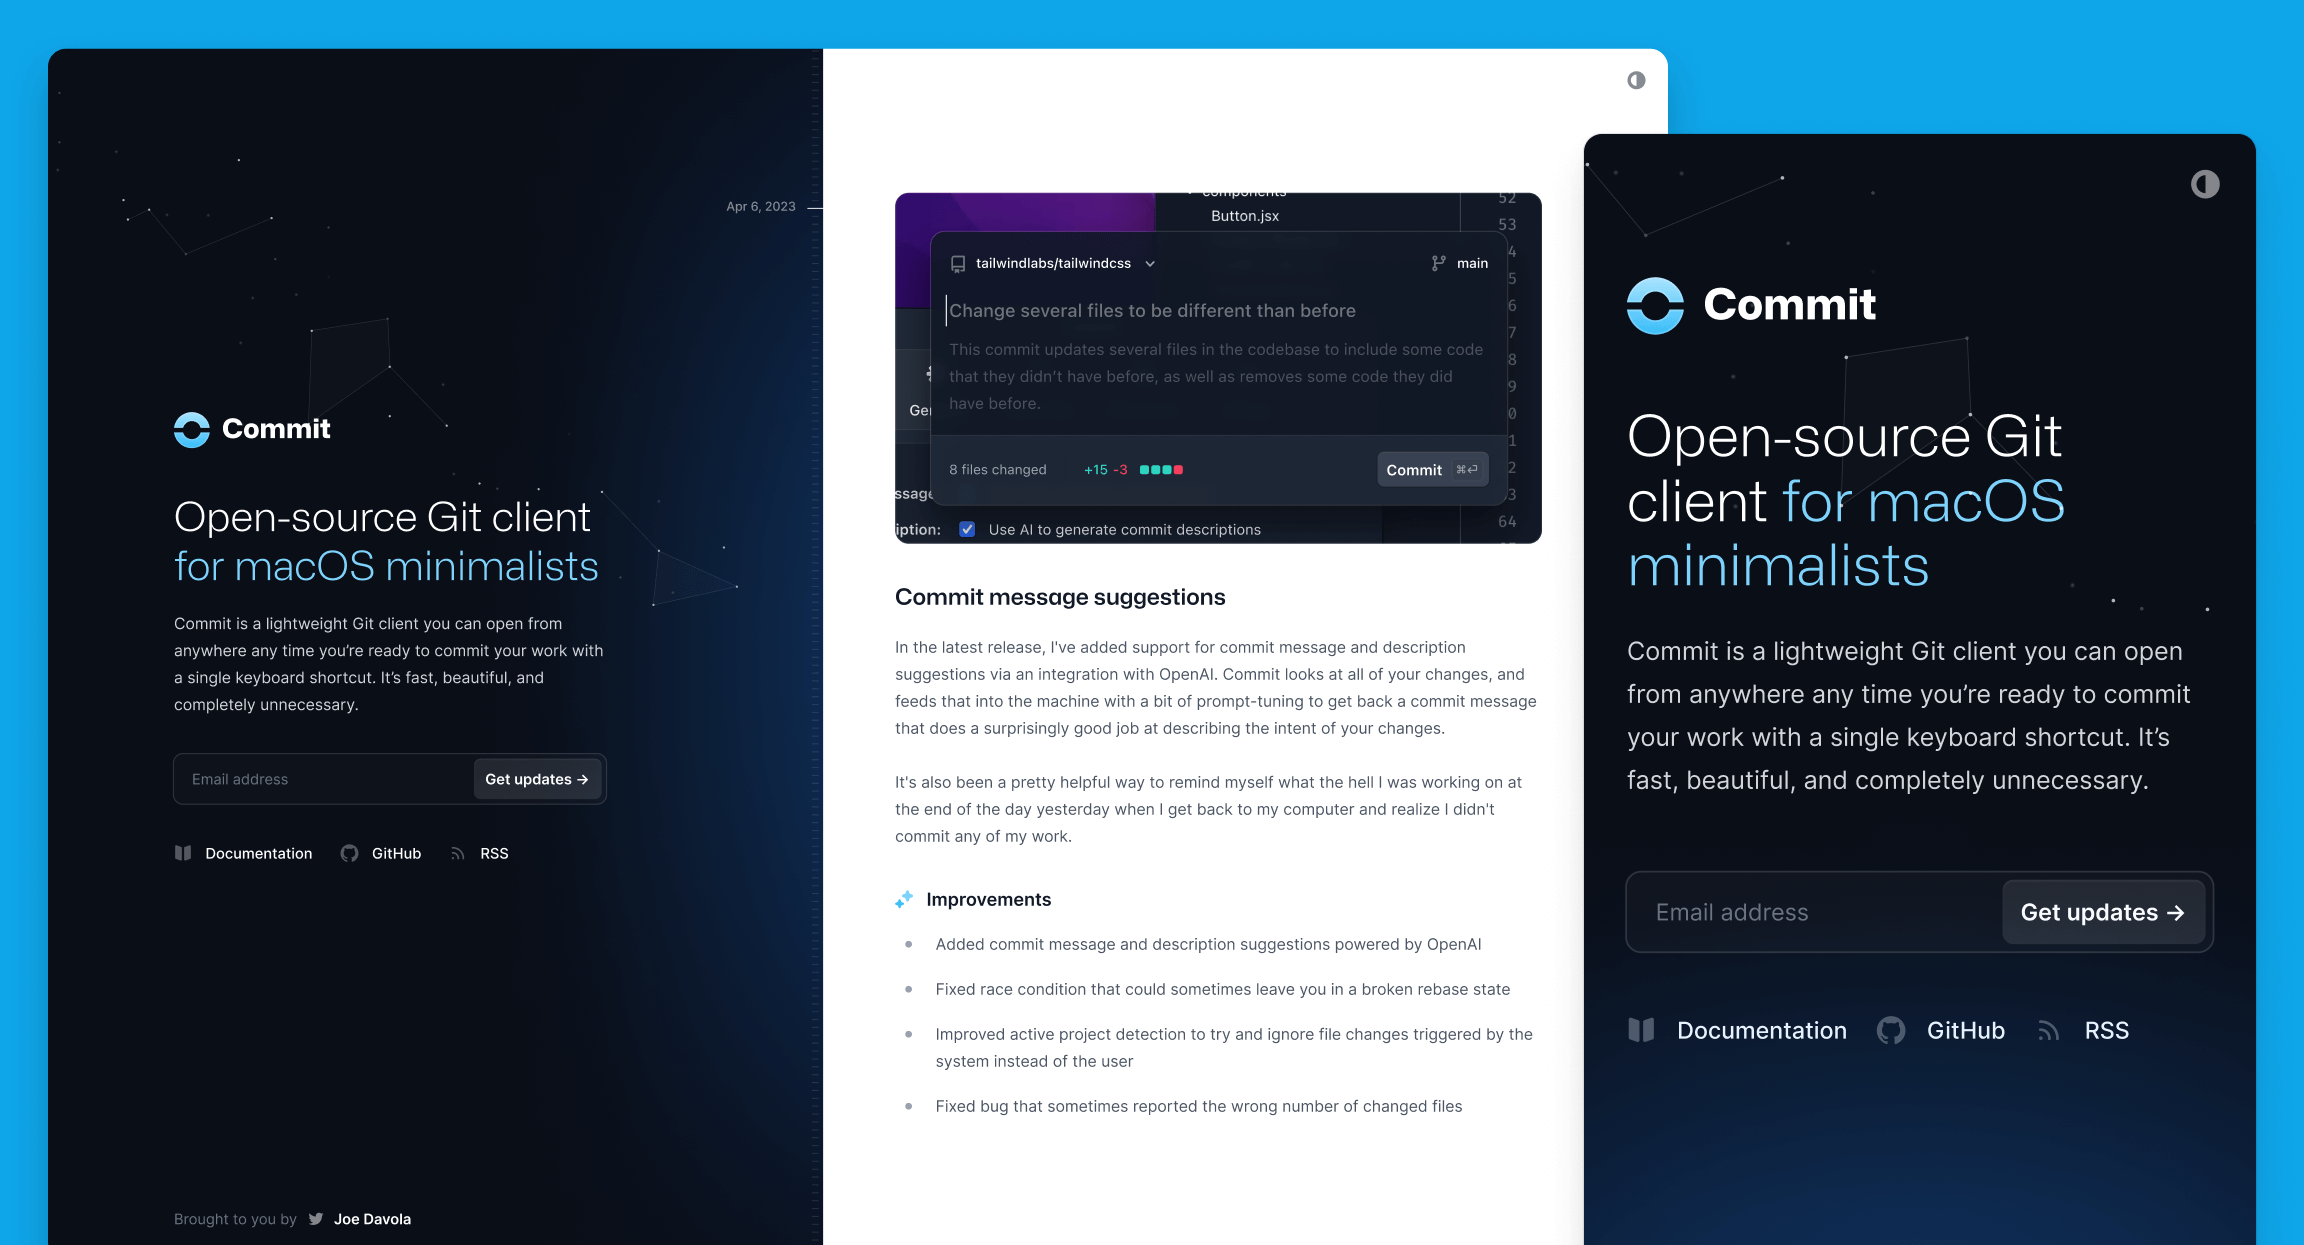 Commit
Open-source Git client
for macOS minimalists
Commit is a lightweight Git client you can open from
anywhere any time you’re ready to commit your work with
a single keyboard shortcut. It’s fast, beautiful, and
completely unnecessary.
Email address
Get updates →
Documentation
GitHub
RSS
Brought to you by Joe Davola
Apr 6, 2023
components
Button.jsx
52
53
tailwindlabs/tailwindcss
main
Change several files to be different than before
This commit updates several files in the codebase to include some code
that they didn’t have before, as well as removes some code they did
have before.
4
5
6
7
8
9
0
1
2
3
64
Ge
8 files changed
+15 -3
Commit ⌘⏎
ssage
iption:
Use AI to generate commit descriptions
Commit message suggestions
In the latest release, I've added support for commit message and description
suggestions via an integration with OpenAI. Commit looks at all of your changes, and
feeds that into the machine with a bit of prompt-tuning to get back a commit message
that does a surprisingly good job at describing the intent of your changes.
It's also been a pretty helpful way to remind myself what the hell I was working on at
the end of the day yesterday when I get back to my computer and realize I didn't
commit any of my work.
Improvements
• Added commit message and description suggestions powered by OpenAI
• Fixed race condition that could sometimes leave you in a broken rebase state
• Improved active project detection to try and ignore file changes triggered by the
system instead of the user
• Fixed bug that sometimes reported the wrong number of changed files
Commit
Open-source Git
client for macOS
minimalists
Commit is a lightweight Git client you can open
from anywhere any time you’re ready to commit
your work with a single keyboard shortcut. It’s
fast, beautiful, and completely unnecessary.
Email address
Get updates →
Documentation
GitHub
RSS